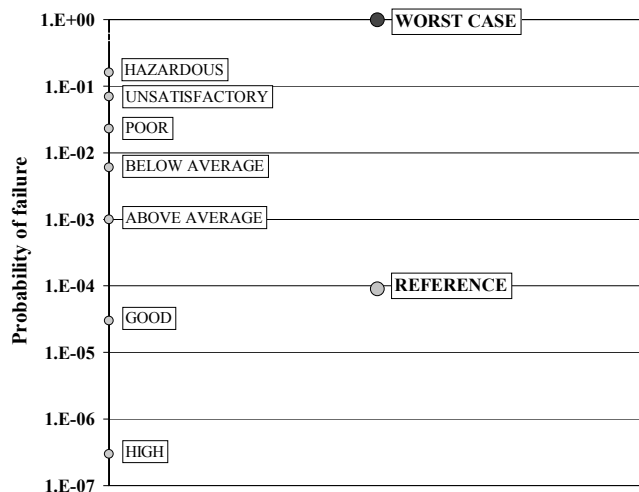 1.E+00
WORST CASE
HAZARDOUS
1.E-01
UNSATISFACTORY
POOR
1.E-02
BELOW AVERAGE
1.E-03
ABOVE AVERAGE
1.E-04
REFERENCE
GOOD
1.E-05
1.E-06
HIGH
1.E-07
Probability of failure